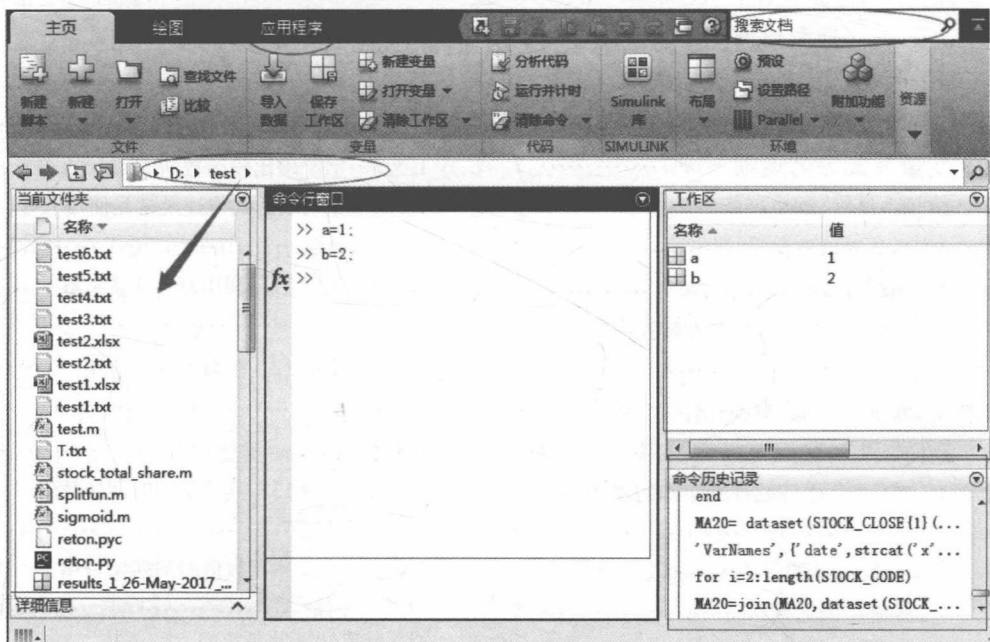 主页 绘图 应用程序 搜索文档
新建脚本 新建 打开 查找文件 比较 导入数据 保存工作区 新建变量 打开变量 清除工作区 分析代码 运行并计时 清除命令 Simulink 库 布局 预设 设置路径 Parallel 附加功能 资源
文件 变量 代码 SIMULINK 环境
D: test
当前文件夹
名称
test6.txt
test5.txt
test4.txt
test3.txt
test2.xlsx
test2.txt
test1.xlsx
test1.txt
test.m
T.txt
stock_total_share.m
splitfun.m
sigmoid.m
reton.pyc
reton.py
results_1_26-May-2017_...
详细信息
命令行窗口
>> a=1;
>> b=2;
fx >>
工作区
名称 值
a 1
b 2
命令历史记录
end
MA20= dataset(STOCK_CLOSE{1}(...
'VarNames',{'date',strcat('x'...
for i=2:length(STOCK_CODE)
MA20=join(MA20,dataset(STOCK_...